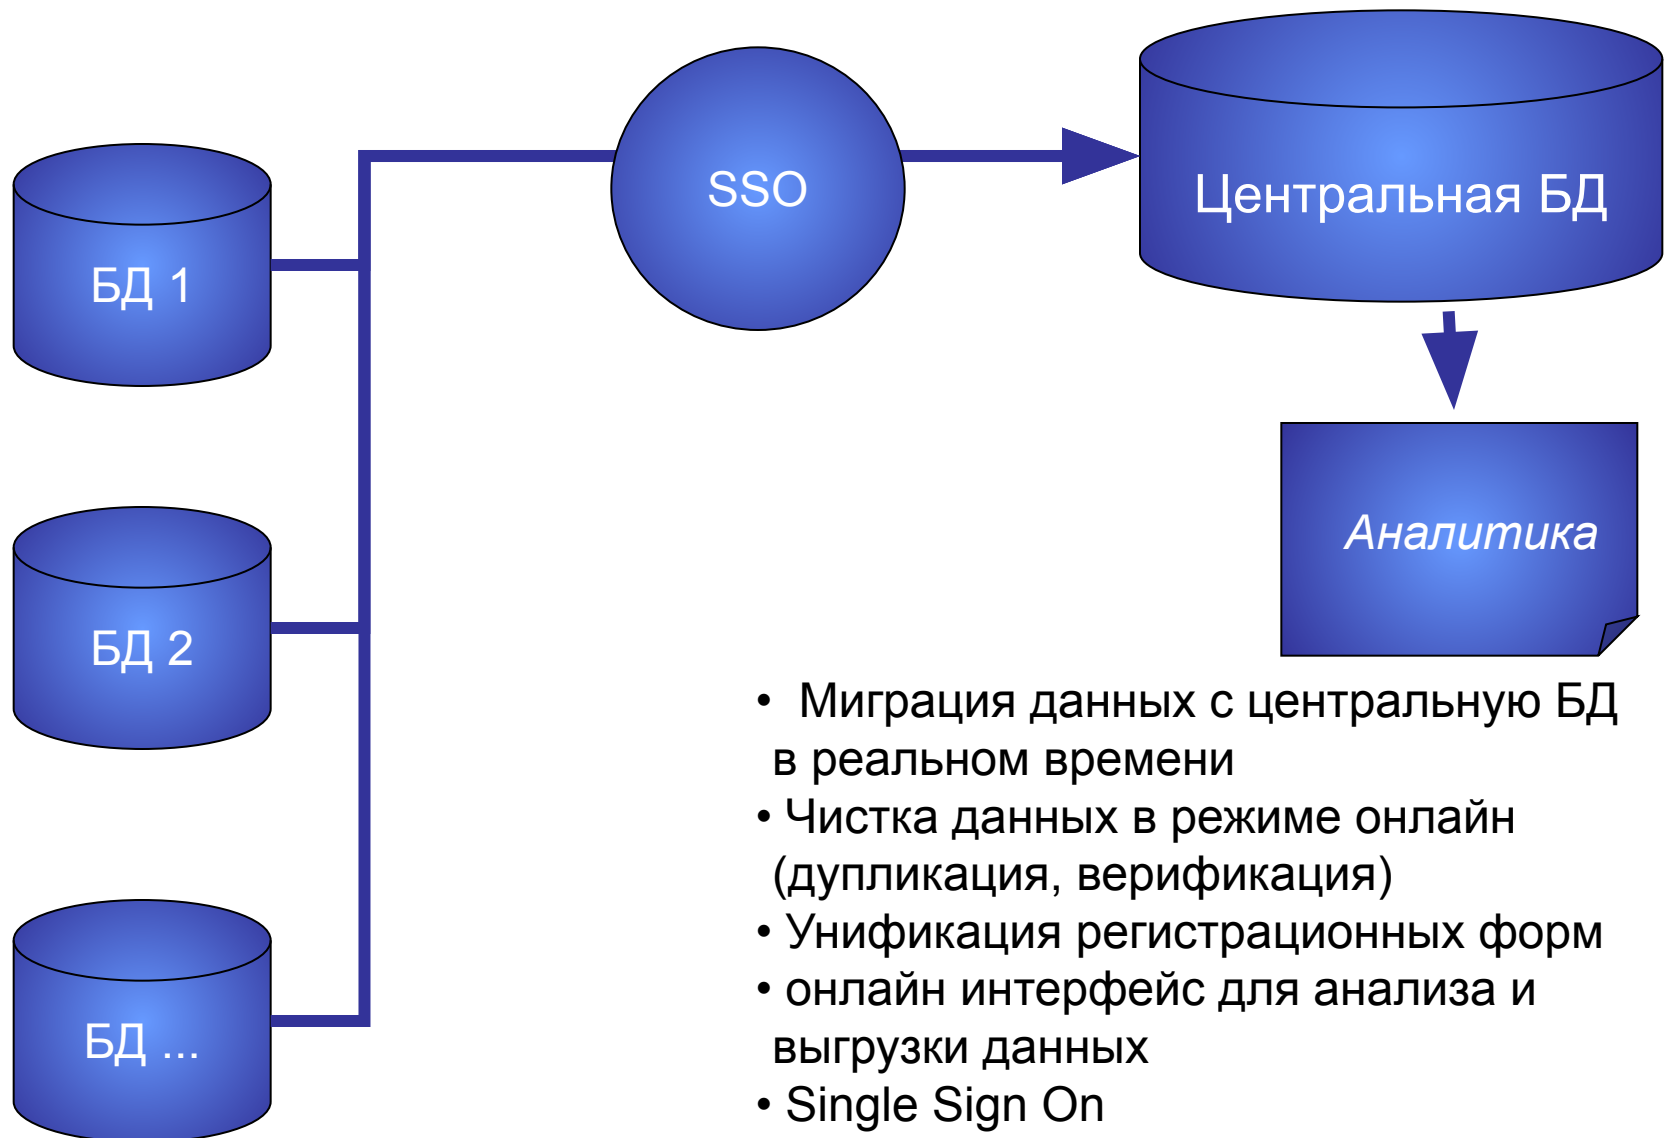 SSO
Центральная БД
БД 1
Аналитика
БД 2
БД ...
• Миграция данных с центральную БД
в реальном времени
• Чистка данных в режиме онлайн
(дупликация, верификация)
• Унификация регистрационных форм
• онлайн интерфейс для анализа и
выгрузки данных
• Single Sign On